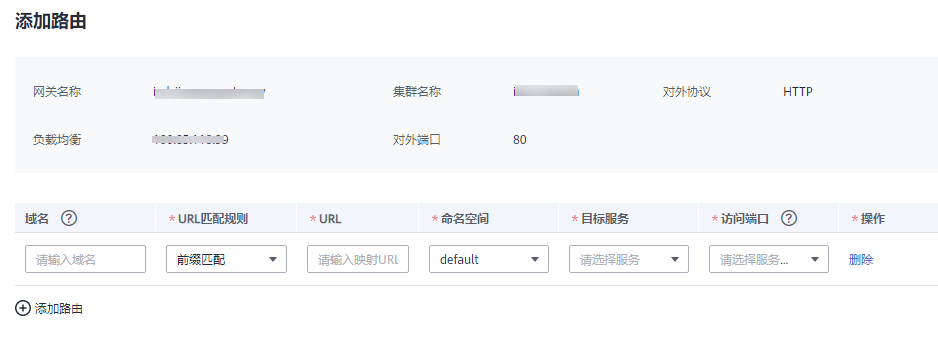 添加路由
网关名称 集群名称 对外协议 HTTP
负载均衡 对外端口 80
域名 ? * URL匹配规则 * URL * 命名空间 * 目标服务 * 访问端口 ? * 操作
请输入域名 前缀匹配 请输入映射URL default 请选择服务 请选择服务... 删除
添加路由